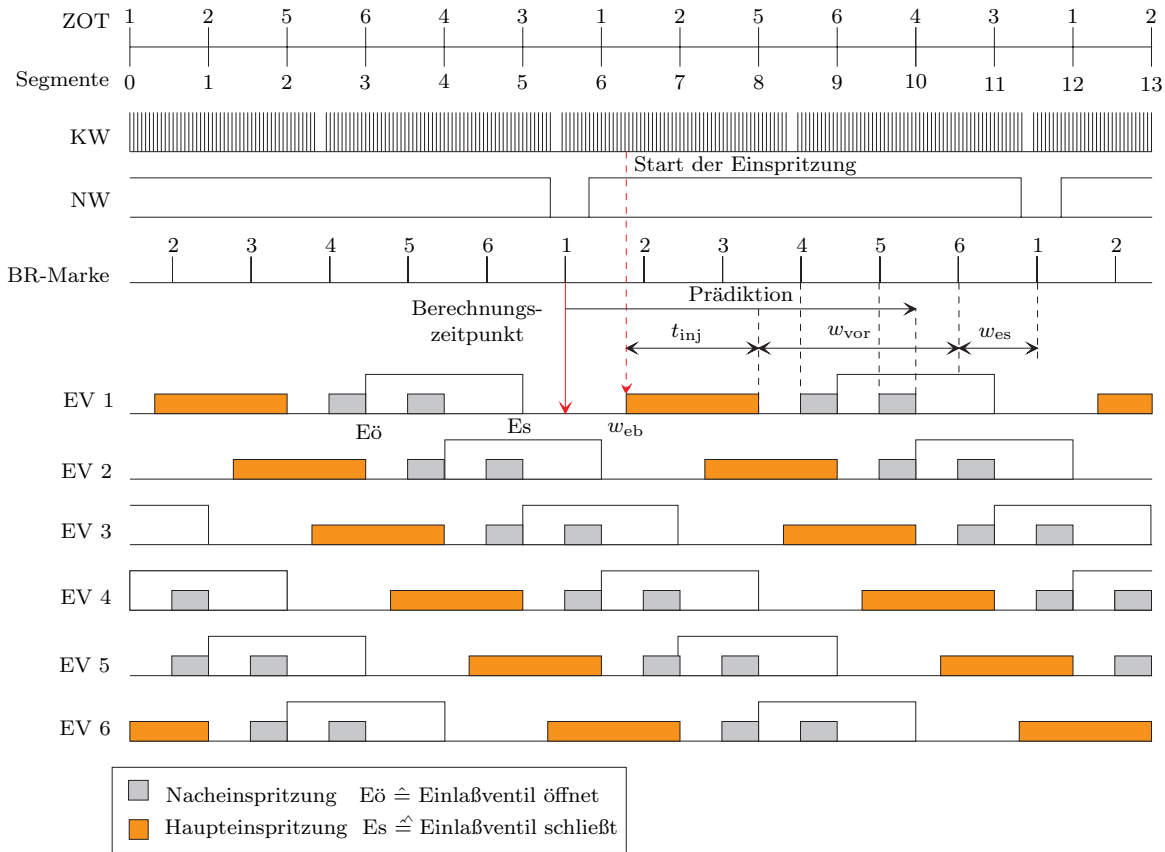 ZOT 1 2 5 6 4 3 1 2 5 6 4 3 1 2
Segmente 0 1 2 3 4 5 6 7 8 9 10 11 12 13
KW
Start der Einspritzung
NW
2 3 4 5 6 1 2 3 4 5 6 1 2
BR-Marke
Prädiktion
Berechnungs-
zeitpunkt
t_inj w_vor w_es
EV 1
Eö Es w_eb
EV 2
EV 3
EV 4
EV 5
EV 6
Nacheinspritzung Eö ≙ Einlaßventil öffnet
Haupteinspritzung Es ≙ Einlaßventil schließt